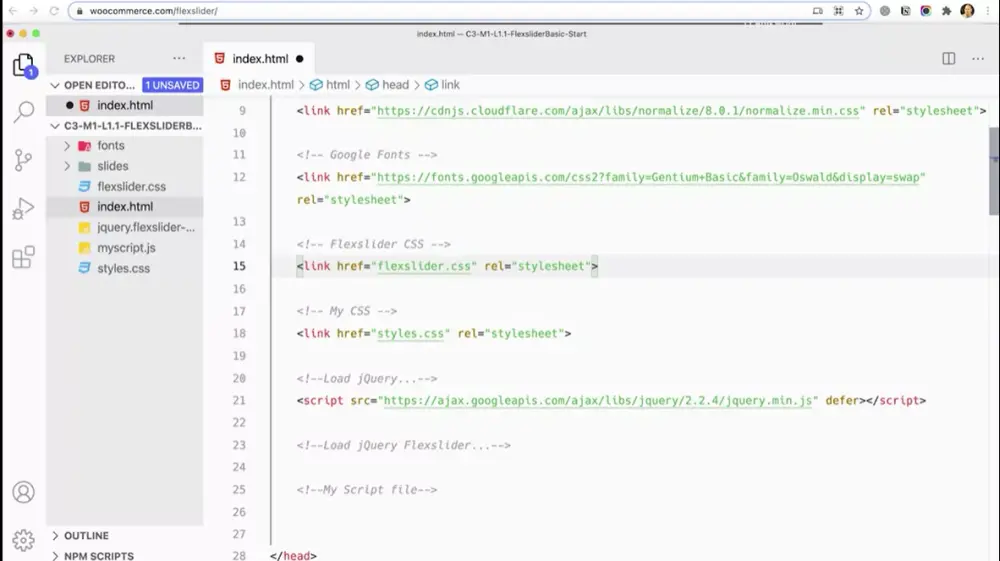 woocommerce.com/flexslider/
index.html — C3-M1-L1.1-FlexsliderBasic-Start
EXPLORER
index.html
OPEN EDITO... 1 UNSAVED
index.html > html > head > link
index.html
C3-M1-L1.1-FLEXSLIDERB...
fonts
slides
flexslider.css
index.html
jquery.flexslider-...
myscript.js
styles.css
OUTLINE
NPM SCRIPTS
1
9 <link href="https://cdnjs.cloudflare.com/ajax/libs/normalize/8.0.1/normalize.min.css" rel="stylesheet">
10
11 <!-- Google Fonts -->
12 <link href="https://fonts.googleapis.com/css2?family=Gentium+Basic&family=Oswald&display=swap"
rel="stylesheet">
13
14 <!-- Flexslider CSS -->
15 <link href="flexslider.css" rel="stylesheet">
16
17 <!-- My CSS -->
18 <link href="styles.css" rel="stylesheet">
19
20 <!--Load jQuery...-->
21 <script src="https://ajax.googleapis.com/ajax/libs/jquery/2.2.4/jquery.min.js" defer></script>
22
23 <!--Load jQuery Flexslider...-->
24
25 <!--My Script file-->
26
27
28 </head>